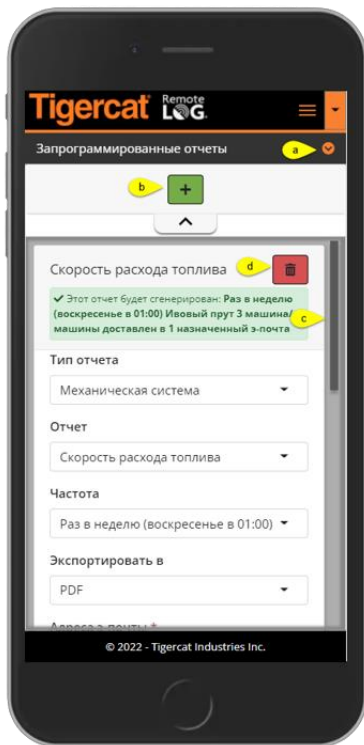 Tigercat Remote LOG
Запрограммированные отчеты a
b +
Скорость расхода топлива d
✔ Этот отчет будет сгенерирован: Раз в неделю
(воскресенье в 01:00) Ивовый прут 3 машина/
машины доставлен в 1 назначенный э-почта
c
Тип отчета
Механическая система
Отчет
Скорость расхода топлива
Частота
Раз в неделю (воскресенье в 01:00)
Экспортировать в
PDF
Адреса э-почты *
© 2022 - Tigercat Industries Inc.